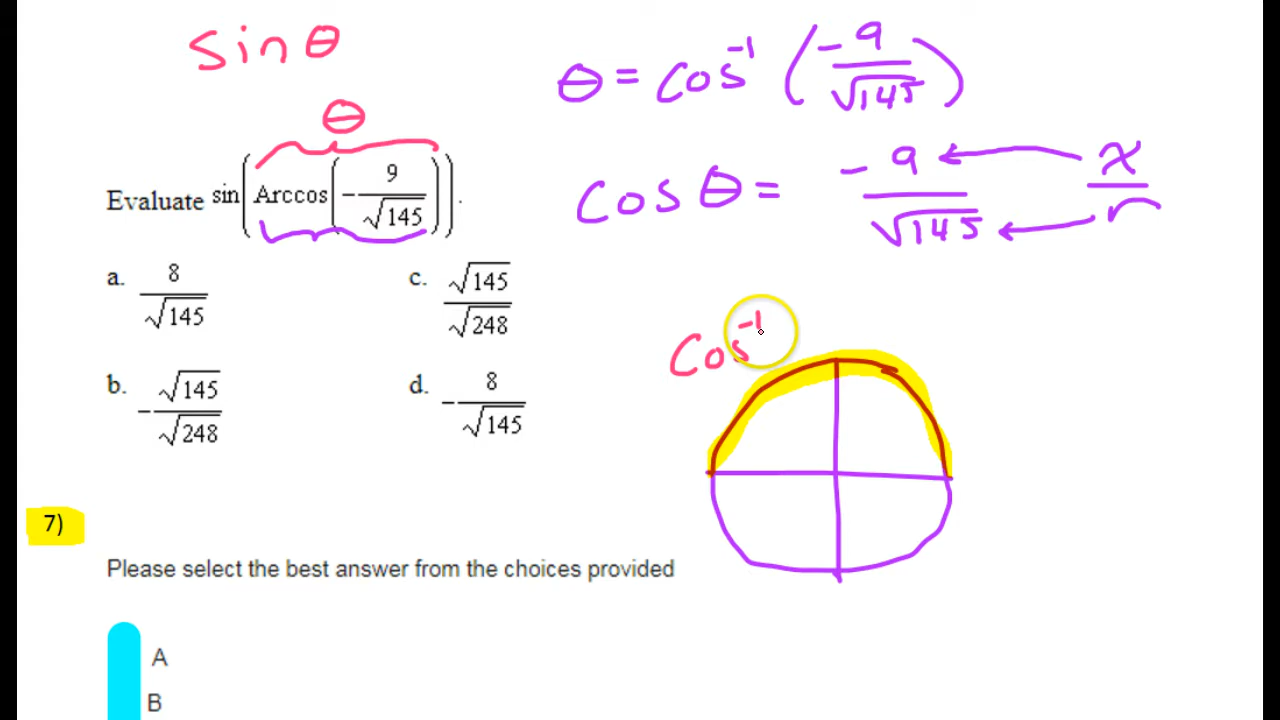 sin θ
θ = cos⁻¹ (-9/√145)
θ
Evaluate sin(Arccos(-9/√145)).
cos θ = -9/√145 x/r
a. 8/√145
c. √145/√248
cos⁻¹
b. -√145/√248
d. -8/√145
7)
Please select the best answer from the choices provided
A
B